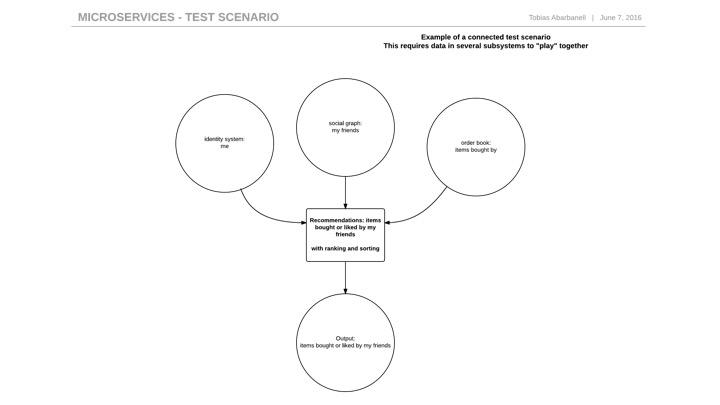 MICROSERVICES - TEST SCENARIO
Tobias Abarbanell | June 7, 2016
Example of a connected test scenario
This requires data in several subsystems to "play" together
identity system:
me
social graph:
my friends
order book:
items bought by
Recommendations: items
bought or liked by my
friends
with ranking and sorting
Output:
items bought or liked by my friends